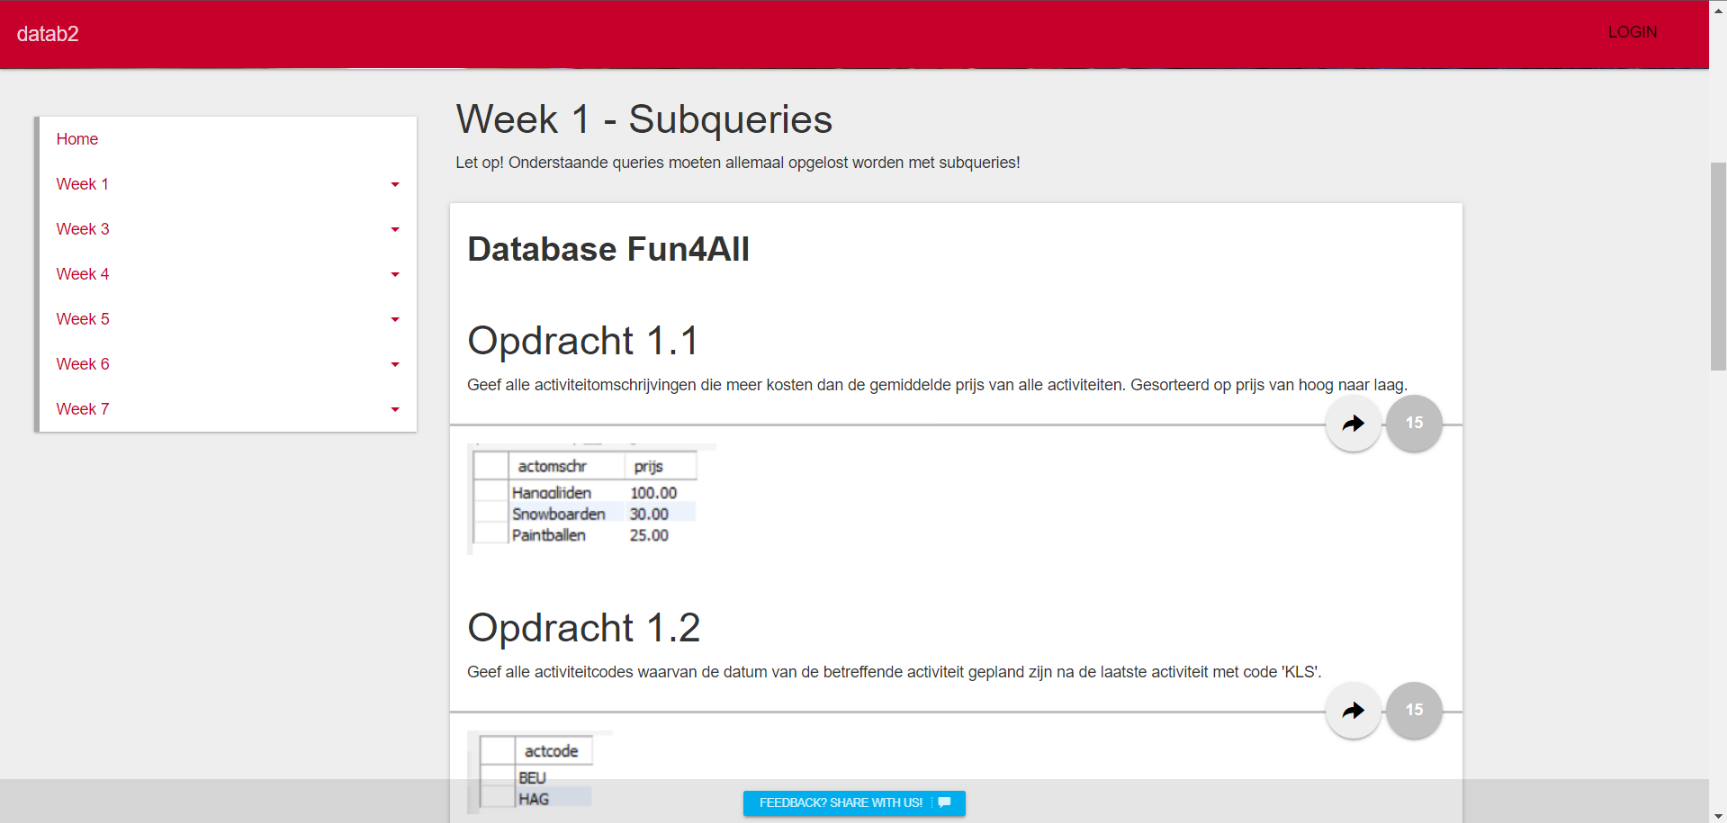 datab2
LOGIN
Home
Week 1
Week 3
Week 4
Week 5
Week 6
Week 7
Week 1 - Subqueries
Let op! Onderstaande queries moeten allemaal opgelost worden met subqueries!
Database Fun4All
Opdracht 1.1
Geef alle activiteitomschrijvingen die meer kosten dan de gemiddelde prijs van alle activiteiten. Gesorteerd op prijs van hoog naar laag.
15
actomschr prijs
Hangglijden 100.00
Snowboarden 30.00
Paintballen 25.00
Opdracht 1.2
Geef alle activiteitcodes waarvan de datum van de betreffende activiteit gepland zijn na de laatste activiteit met code 'KLS'.
15
actcode
BEU
HAG
FEEDBACK? SHARE WITH US!